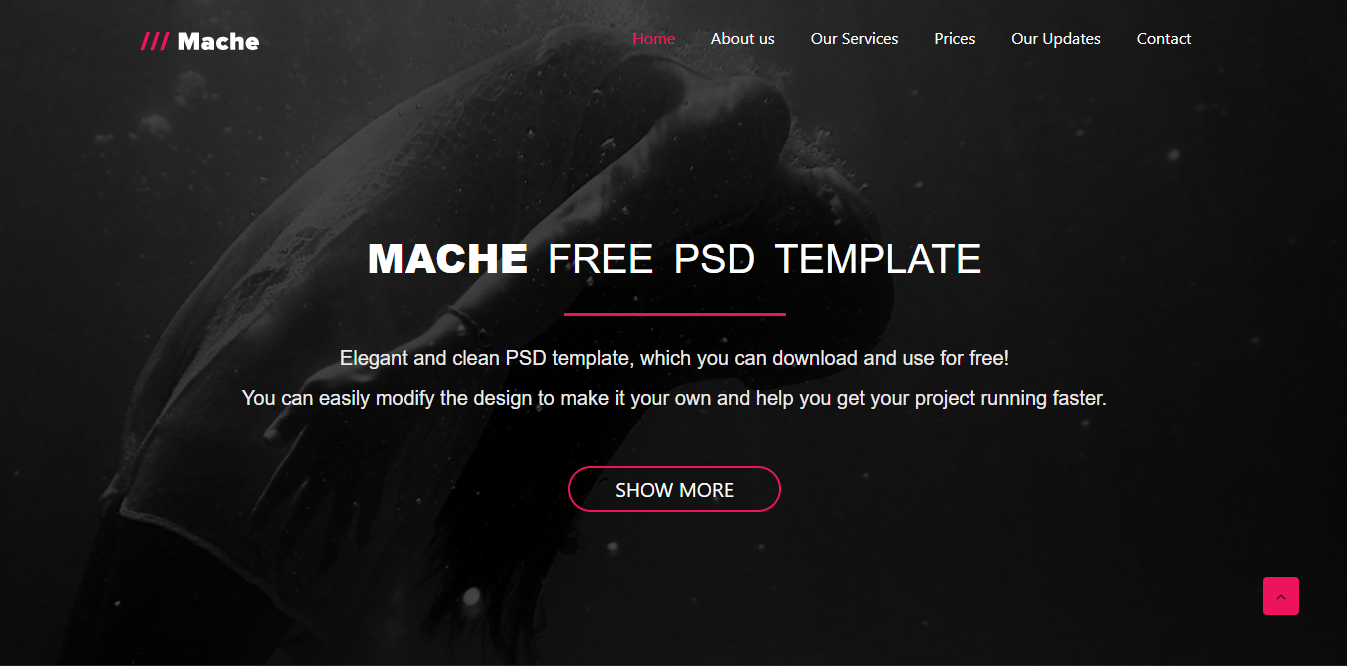 /// Mache
Home About us Our Services Prices Our Updates Contact
MACHE FREE PSD TEMPLATE
Elegant and clean PSD template, which you can download and use for free!
You can easily modify the design to make it your own and help you get your project running faster.
SHOW MORE